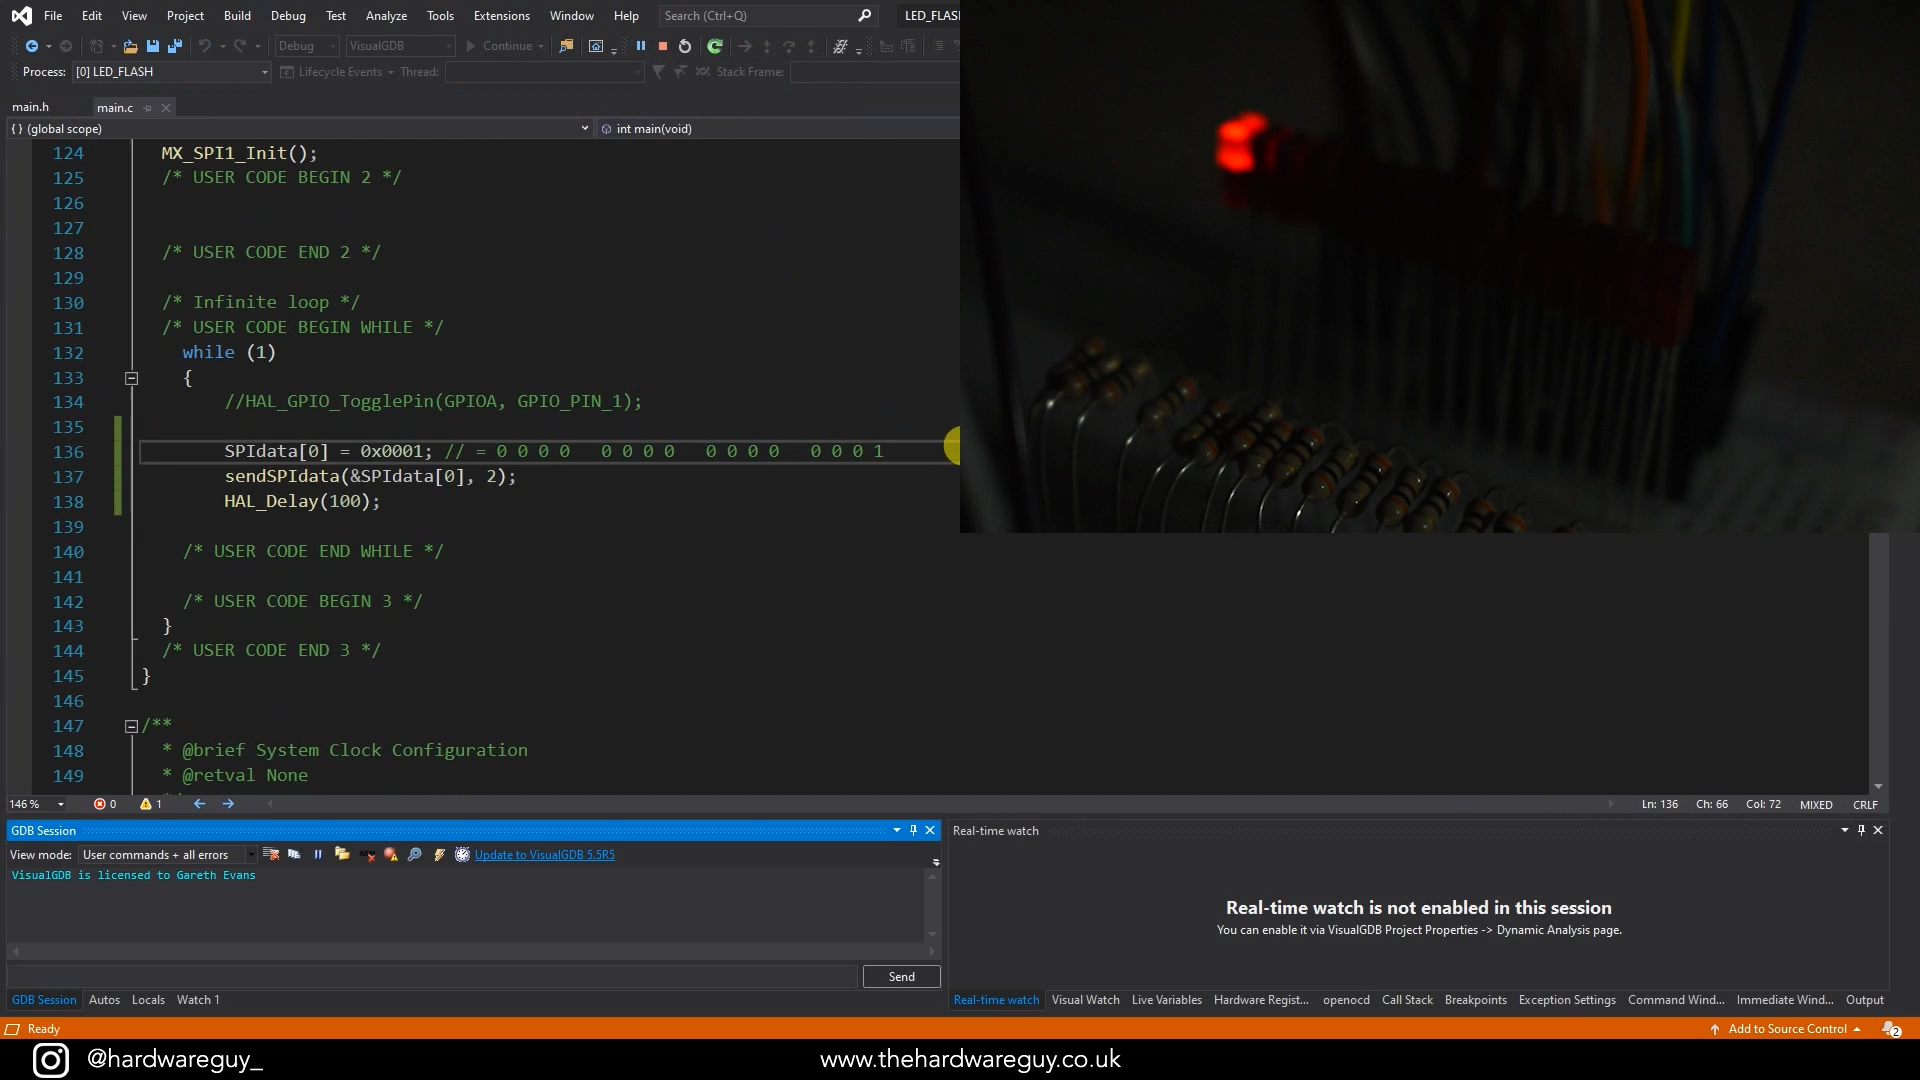 File Edit View Project Build Debug Test Analyze Tools Extensions Window Help Search (Ctrl+Q) LED_FLAS
Debug VisualGDB Continue
Process: [0] LED_FLASH Lifecycle Events Thread: Stack Frame:
main.h main.c
{ } (global scope) int main(void)
124 MX_SPI1_Init();
125 /* USER CODE BEGIN 2 */
126
127
128 /* USER CODE END 2 */
129
130 /* Infinite loop */
131 /* USER CODE BEGIN WHILE */
132 while (1)
133 {
134 //HAL_GPIO_TogglePin(GPIOA, GPIO_PIN_1);
135
136 SPIdata[0] = 0x0001; // = 0 0 0 0   0 0 0 0   0 0 0 0   0 0 0 1
137 sendSPIdata(&SPIdata[0], 2);
138 HAL_Delay(100);
139
140 /* USER CODE END WHILE */
141
142 /* USER CODE BEGIN 3 */
143 }
144 /* USER CODE END 3 */
145 }
146
147 /**
148 * @brief System Clock Configuration
149 * @retval None
146 % 0 1 Ln: 136 Ch: 66 Col: 72 MIXED CRLF
GDB Session
View mode: User commands + all errors Update to VisualGDB 5.5R5
VisualGDB is licensed to Gareth Evans
Send
GDB Session Autos Locals Watch 1
Real-time watch
Real-time watch is not enabled in this session
You can enable it via VisualGDB Project Properties -> Dynamic Analysis page.
Real-time watch Visual Watch Live Variables Hardware Regist... openocd Call Stack Breakpoints Exception Settings Command Wind... Immediate Wind... Output
Ready Add to Source Control 2
@hardwareguy_ www.thehardwareguy.co.uk